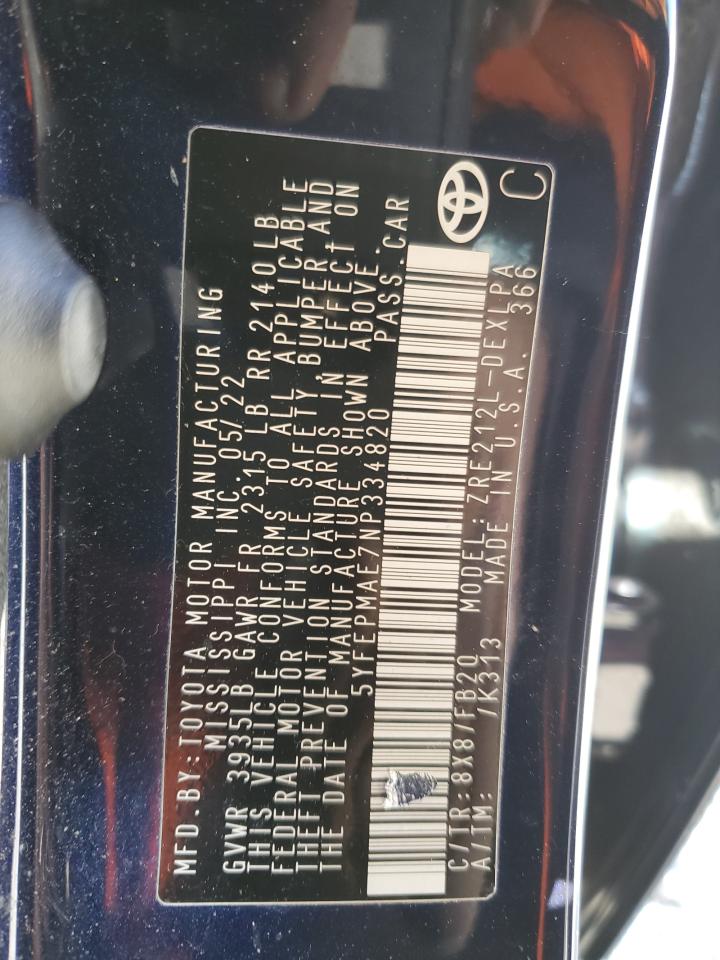 MFD.BY:TOYOTA MOTOR MANUFACTURING
MISSISSIPPI INC. 05/22
GVWR 3935LB GAWR FR 2315 LB RR 2140LB
THIS VEHICLE CONFORMS TO ALL APPLICABLE
FEDERAL MOTOR VEHICLE SAFETY, BUMPER AND
THEFT PREVENTION STANDARDS IN EFFECT ON
THE DATE OF MANUFACTURE SHOWN ABOVE.
5YFEPMAE7NP334820 PASS.CAR
C/TR:8X8/FB20 MODEL:ZRE212L-DEXLPA
A/TM: /K313 MADE IN U.S.A. 366
C